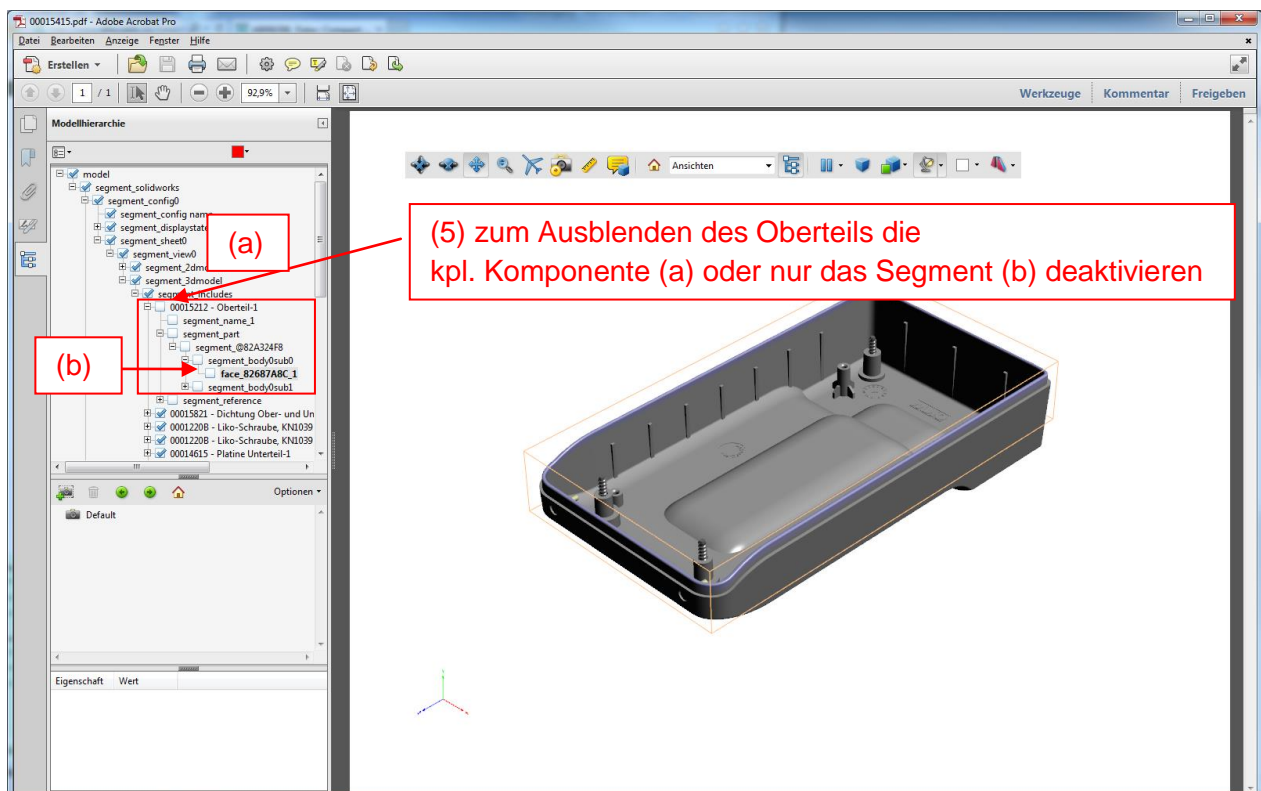 00015415.pdf - Adobe Acrobat Pro
Datei Bearbeiten Anzeige Fenster Hilfe
Erstellen
1 / 1 92,9% Werkzeuge Kommentar Freigeben
Modellhierarchie
Ansichten
model
segment_solidworks
segment_config0
segment_config name
segment_displaystate
segment_sheet0
segment_view0
segment_2dmo
segment_3dmodel
segment_includes
00015212 - Oberteil-1
segment_name_1
segment_part
segment_@82A324F8
segment_body0sub0
face_82687A8C_1
segment_body0sub1
segment_reference
00015821 - Dichtung Ober- und Un
0001220B - Liko-Schraube, KN1039
0001220B - Liko-Schraube, KN1039
00014615 - Platine Unterteil-1
(a)
(b)
(5) zum Ausblenden des Oberteils die
kpl. Komponente (a) oder nur das Segment (b) deaktivieren
Optionen
Default
Eigenschaft Wert